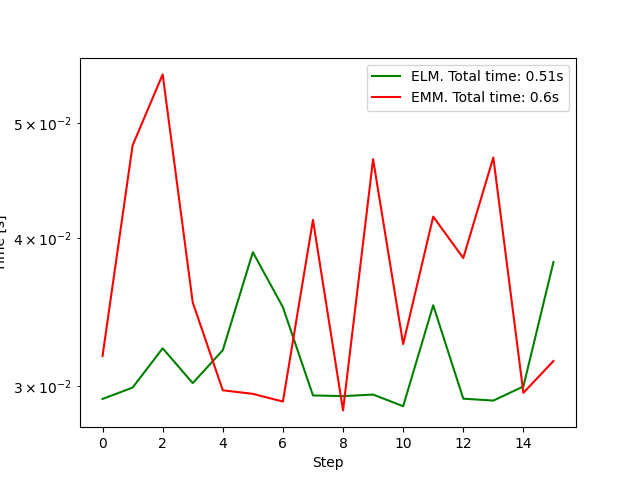 ELM. Total time: 0.51s
EMM. Total time: 0.6s
5 × 10⁻²
4 × 10⁻²
3 × 10⁻²
[s]
0 2 4 6 8 10 12 14
Step